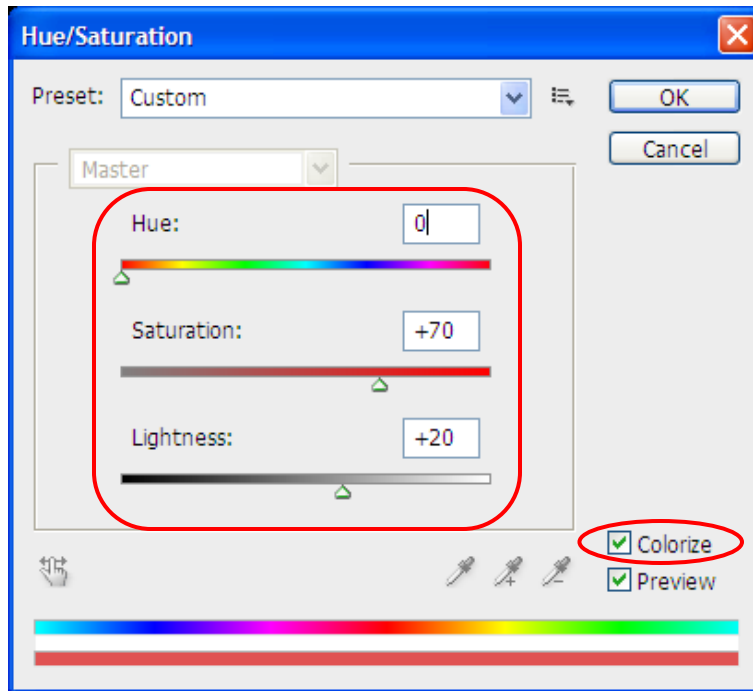 Hue/Saturation
Preset: Custom
OK
Cancel
Master
Hue: 0
Saturation: +70
Lightness: +20
Colorize
Preview